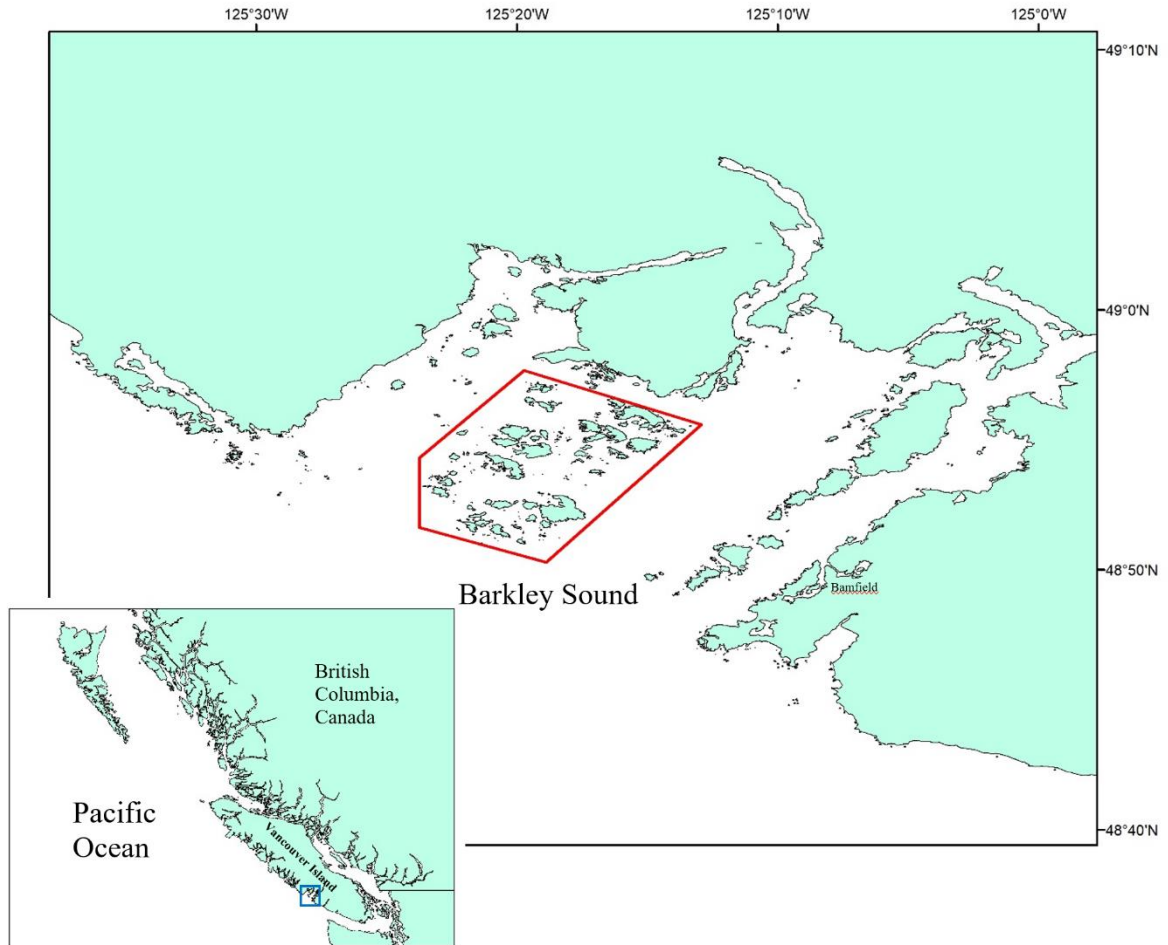 125°30'W 125°20'W 125°10'W 125°0'W
49°10'N
49°0'N
48°50'N
Barkley Sound
Bamfield
48°40'N
British
Columbia,
Canada
Pacific
Ocean
Vancouver Island